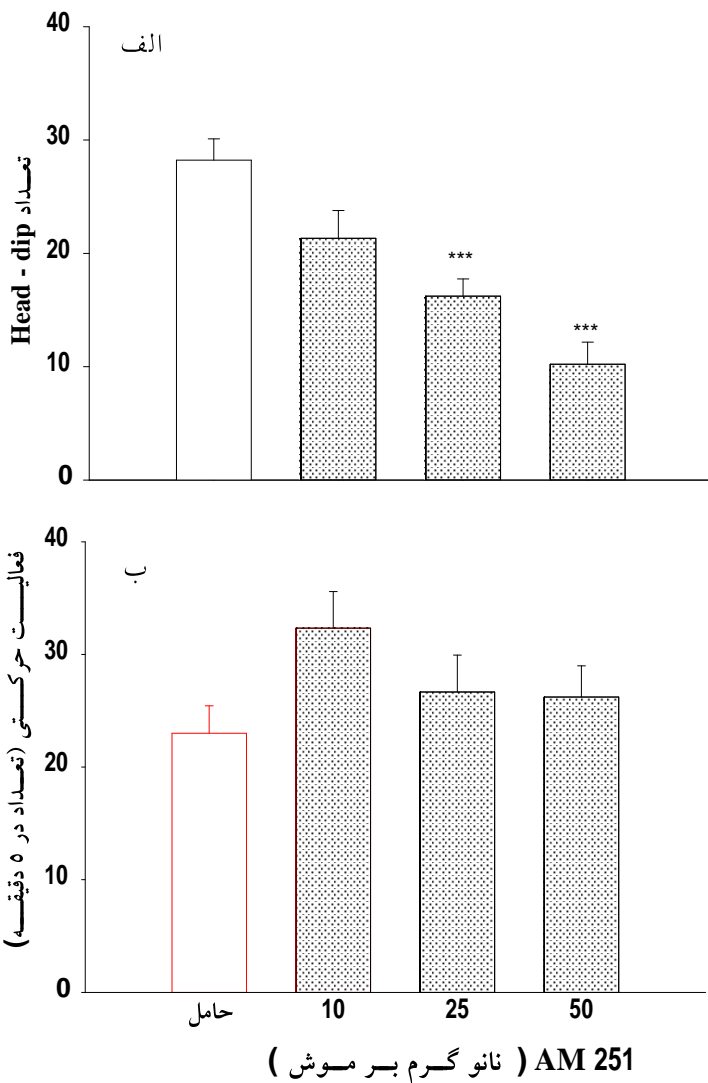 40
الف
30
20
10
0
تعداد Head - dip
***
***
40
ب
30
20
10
0
فعالیت حرکتی (تعداد در ۵ دقیقه)
حامل 10 25 50
AM 251 ( نانو گرم بر موش )